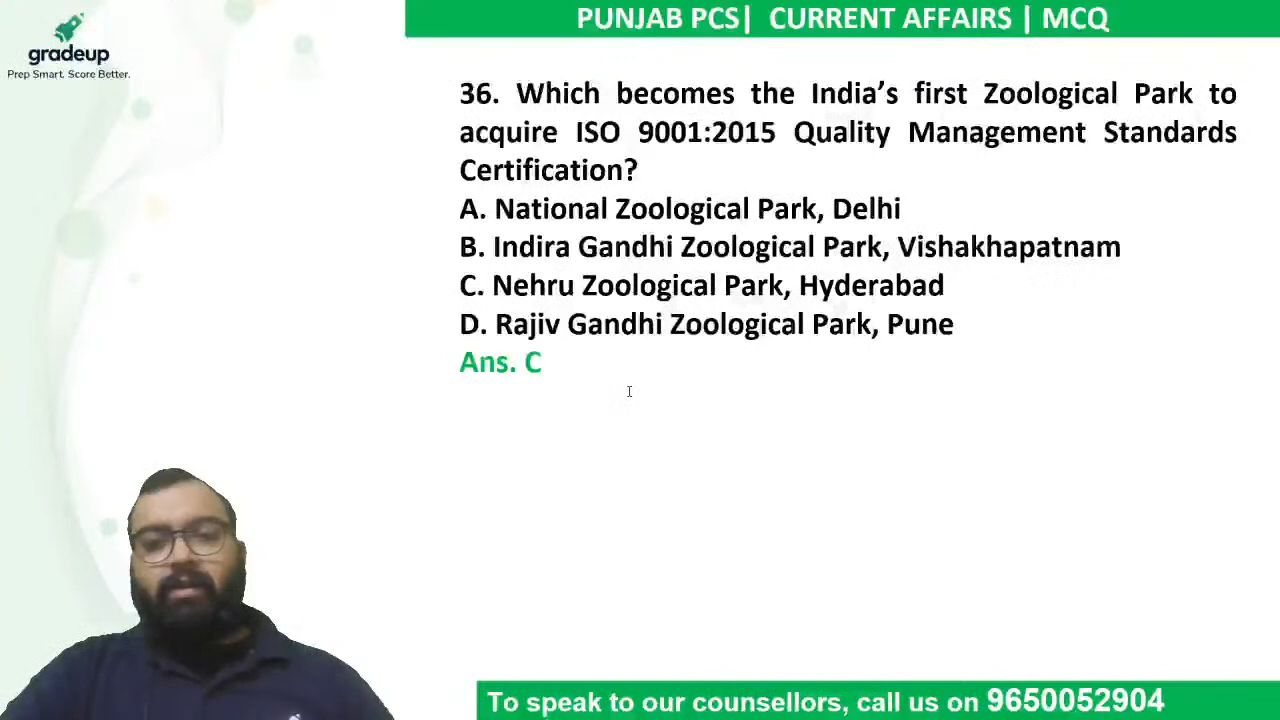 gradeup
Prep Smart. Score Better.
PUNJAB PCS| CURRENT AFFAIRS | MCQ
36. Which becomes the India’s first Zoological Park to
acquire ISO 9001:2015 Quality Management Standards
Certification?
A. National Zoological Park, Delhi
B. Indira Gandhi Zoological Park, Vishakhapatnam
C. Nehru Zoological Park, Hyderabad
D. Rajiv Gandhi Zoological Park, Pune
Ans. C
To speak to our counsellors, call us on 9650052904